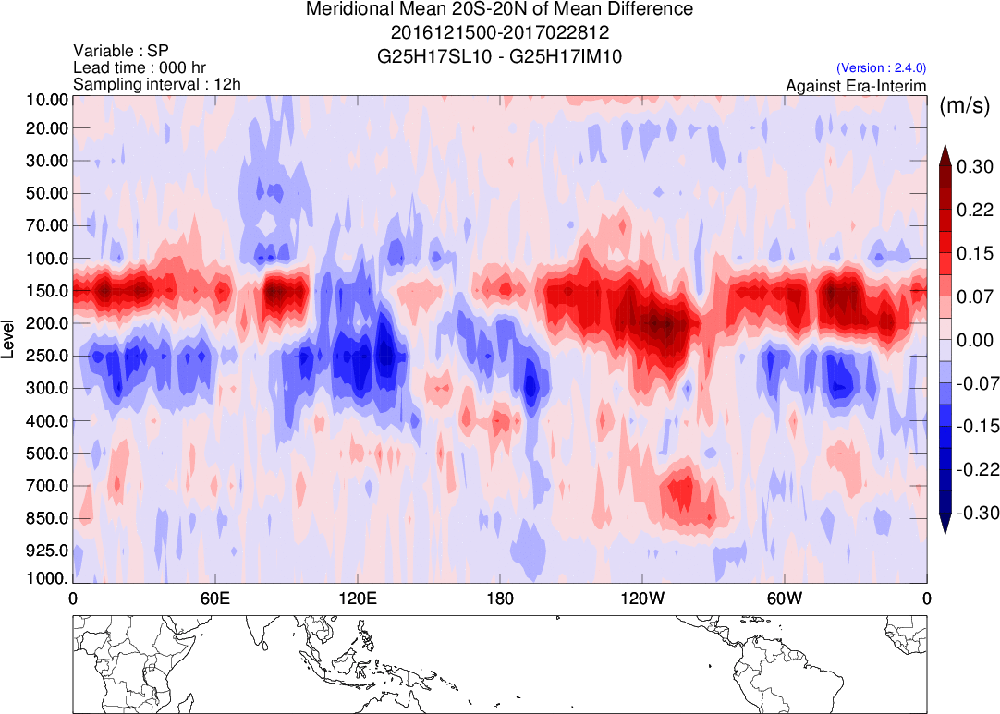 Meridional Mean 20S-20N of Mean Difference
2016121500-2017022812
G25H17SL10 - G25H17IM10
Variable : SP
Lead time : 000 hr
Sampling interval : 12h
(Version : 2.4.0)
Against Era-Interim
(m/s)
Level
10.00
20.00
30.00
50.00
70.00
100.0
150.0
200.0
250.0
300.0
400.0
500.0
700.0
850.0
925.0
1000.
0 60E 120E 180 120W 60W 0
0.30
0.22
0.15
0.07
0.00
-0.07
-0.15
-0.22
-0.30